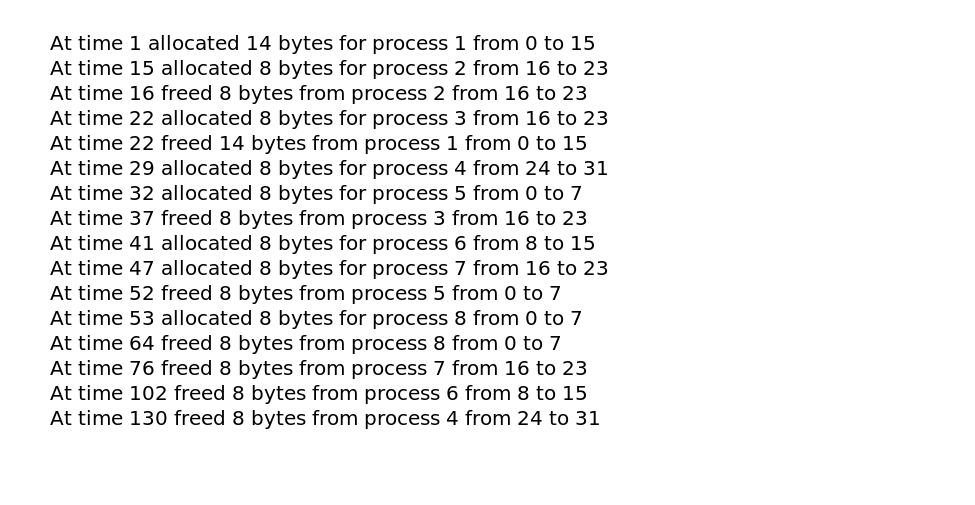 At time 1 allocated 14 bytes for process 1 from 0 to 15
At time 15 allocated 8 bytes for process 2 from 16 to 23
At time 16 freed 8 bytes from process 2 from 16 to 23
At time 22 allocated 8 bytes for process 3 from 16 to 23
At time 22 freed 14 bytes from process 1 from 0 to 15
At time 29 allocated 8 bytes for process 4 from 24 to 31
At time 32 allocated 8 bytes for process 5 from 0 to 7
At time 37 freed 8 bytes from process 3 from 16 to 23
At time 41 allocated 8 bytes for process 6 from 8 to 15
At time 47 allocated 8 bytes for process 7 from 16 to 23
At time 52 freed 8 bytes from process 5 from 0 to 7
At time 53 allocated 8 bytes for process 8 from 0 to 7
At time 64 freed 8 bytes from process 8 from 0 to 7
At time 76 freed 8 bytes from process 7 from 16 to 23
At time 102 freed 8 bytes from process 6 from 8 to 15
At time 130 freed 8 bytes from process 4 from 24 to 31